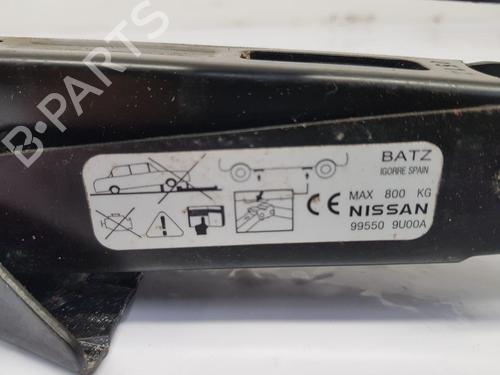 B-PARTS
BATZ
IGORRE SPAIN
MAX 800 KG
CE NISSAN
99550 9U00A